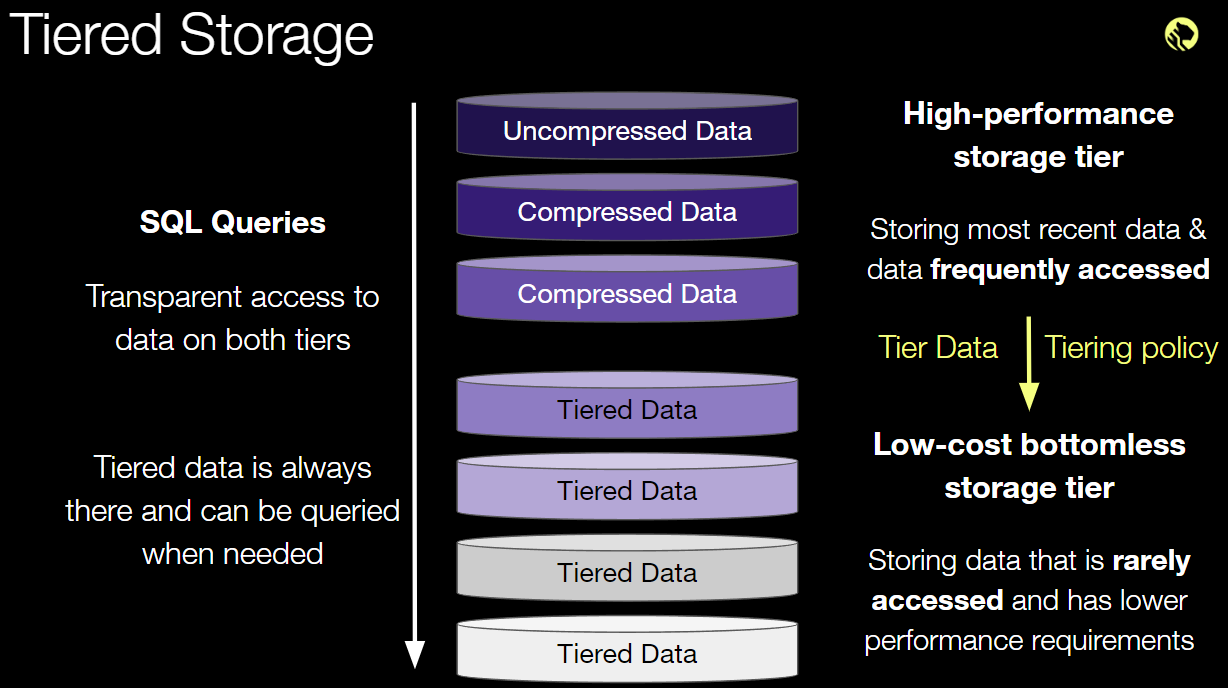 Tiered Storage
SQL Queries
Transparent access to
data on both tiers
Tiered data is always
there and can be queried
when needed
Uncompressed Data
Compressed Data
Compressed Data
Tiered Data
Tiered Data
Tiered Data
Tiered Data
High-performance
storage tier
Storing most recent data &
data frequently accessed
Tier Data
Tiering policy
Low-cost bottomless
storage tier
Storing data that is rarely
accessed and has lower
performance requirements